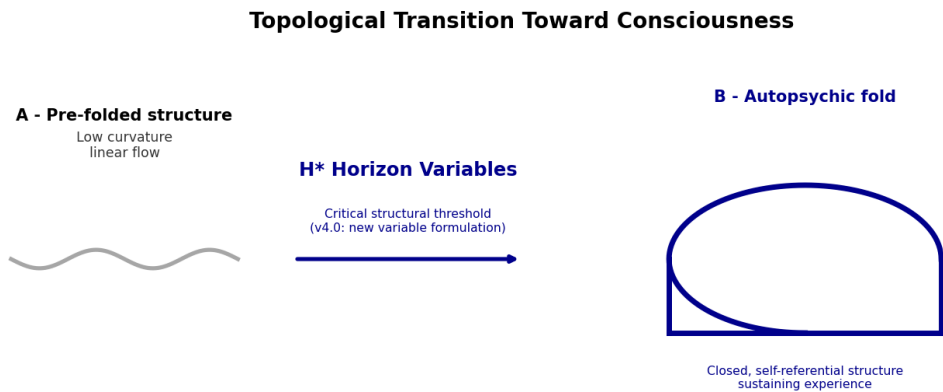 Topological Transition Toward Consciousness
A - Pre-folded structure
Low curvature
linear flow
H* Horizon Variables
Critical structural threshold
(v4.0: new variable formulation)
B - Autopsychic fold
Closed, self-referential structure
sustaining experience